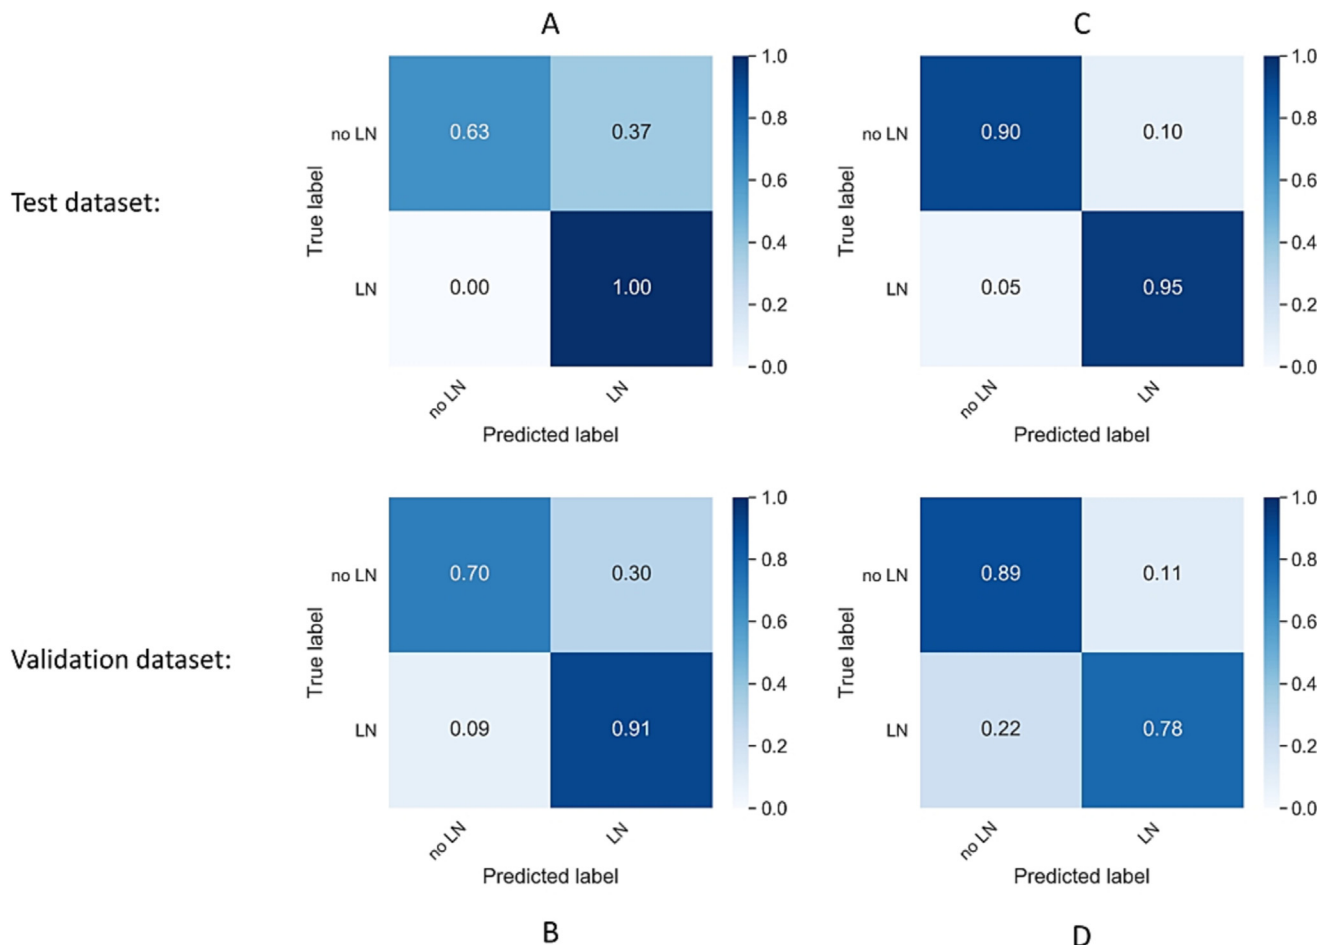 A
C
1.0
0.8
0.6
0.4
0.2
0.0
no LN
0.63
0.37
LN
0.00
1.00
True label
no LN
LN
Predicted label
1.0
0.8
0.6
0.4
0.2
0.0
no LN
0.90
0.10
LN
0.05
0.95
True label
no LN
LN
Predicted label
Test dataset:
1.0
0.8
0.6
0.4
0.2
0.0
no LN
0.70
0.30
LN
0.09
0.91
True label
no LN
LN
Predicted label
1.0
0.8
0.6
0.4
0.2
0.0
no LN
0.89
0.11
LN
0.22
0.78
True label
no LN
LN
Predicted label
Validation dataset:
B
D